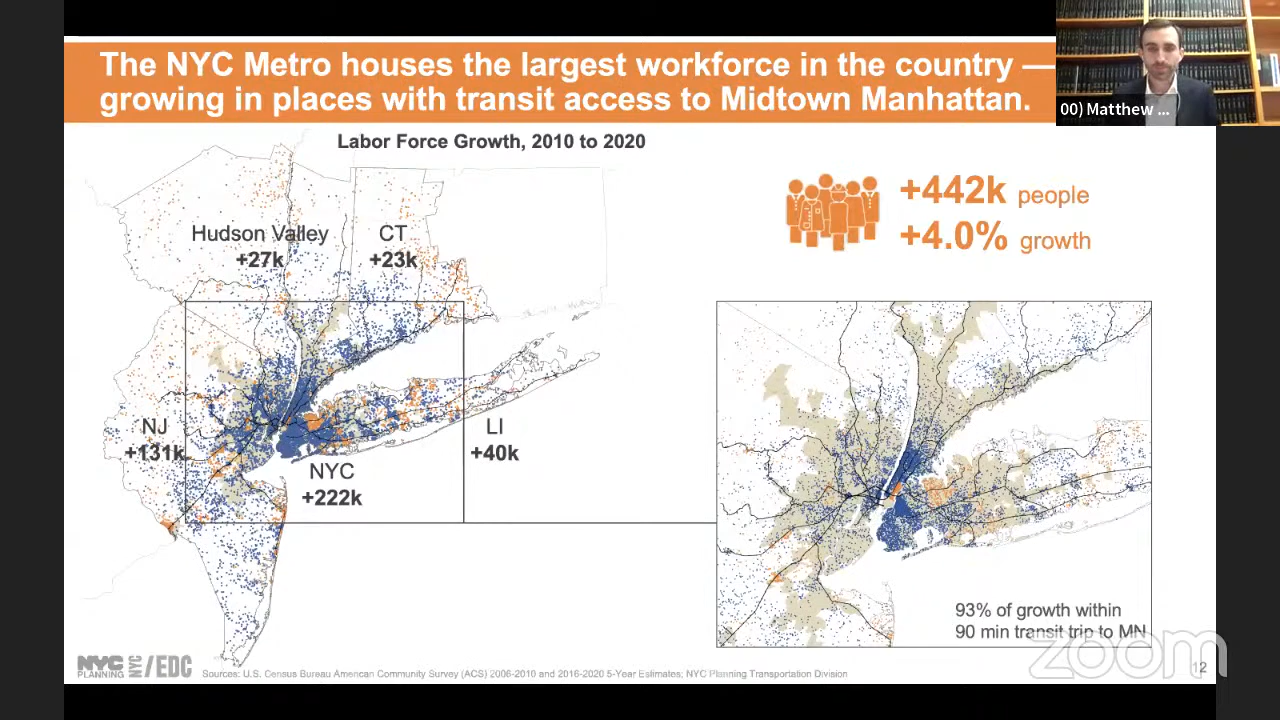 The NYC Metro houses the largest workforce in the country —
growing in places with transit access to Midtown Manhattan.
00) Matthew ...
Labor Force Growth, 2010 to 2020
+442k people
+4.0% growth
Hudson Valley
+27k
CT
+23k
NJ
+131k
LI
+40k
NYC
+222k
93% of growth within
90 min transit trip to MN
zoom
NYC
PLANNING
NYC
/EDC
Sources: U.S. Census Bureau American Community Survey (ACS) 2006-2010 and 2016-2020 5-Year Estimates; NYC Planning Transportation Division
12